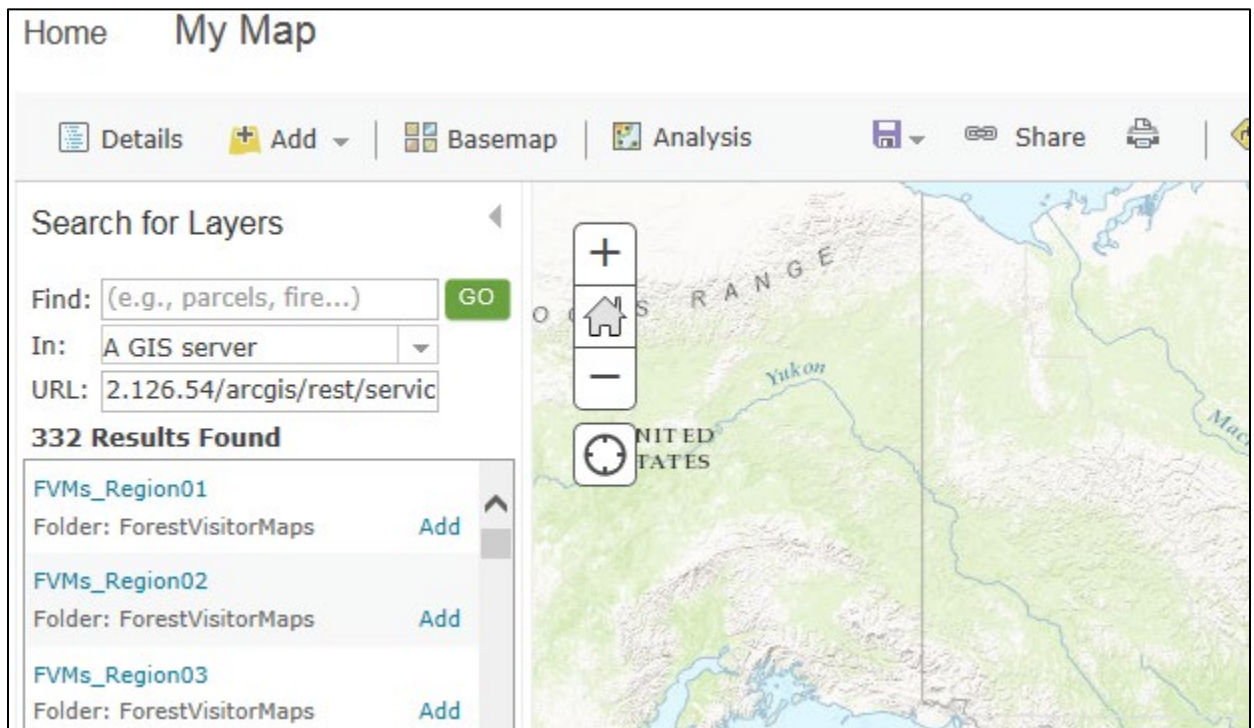 Home My Map
Details Add Basemap Analysis Share
Search for Layers
Find: (e.g., parcels, fire...) GO
In: A GIS server
URL: 2.126.54/arcgis/rest/servic
332 Results Found
FVMs_Region01
Folder: ForestVisitorMaps Add
FVMs_Region02
Folder: ForestVisitorMaps Add
FVMs_Region03
Folder: ForestVisitorMaps Add
RANGE
Yukon
NITED
TATES
Mac